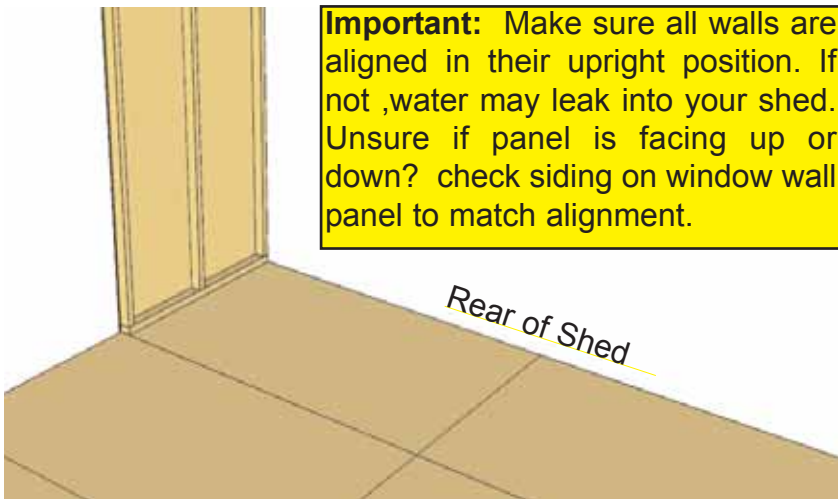 Important: Make sure all walls are
aligned in their upright position. If
not ,water may leak into your shed.
Unsure if panel is facing up or
down? check siding on window wall
panel to match alignment.
Rear of Shed